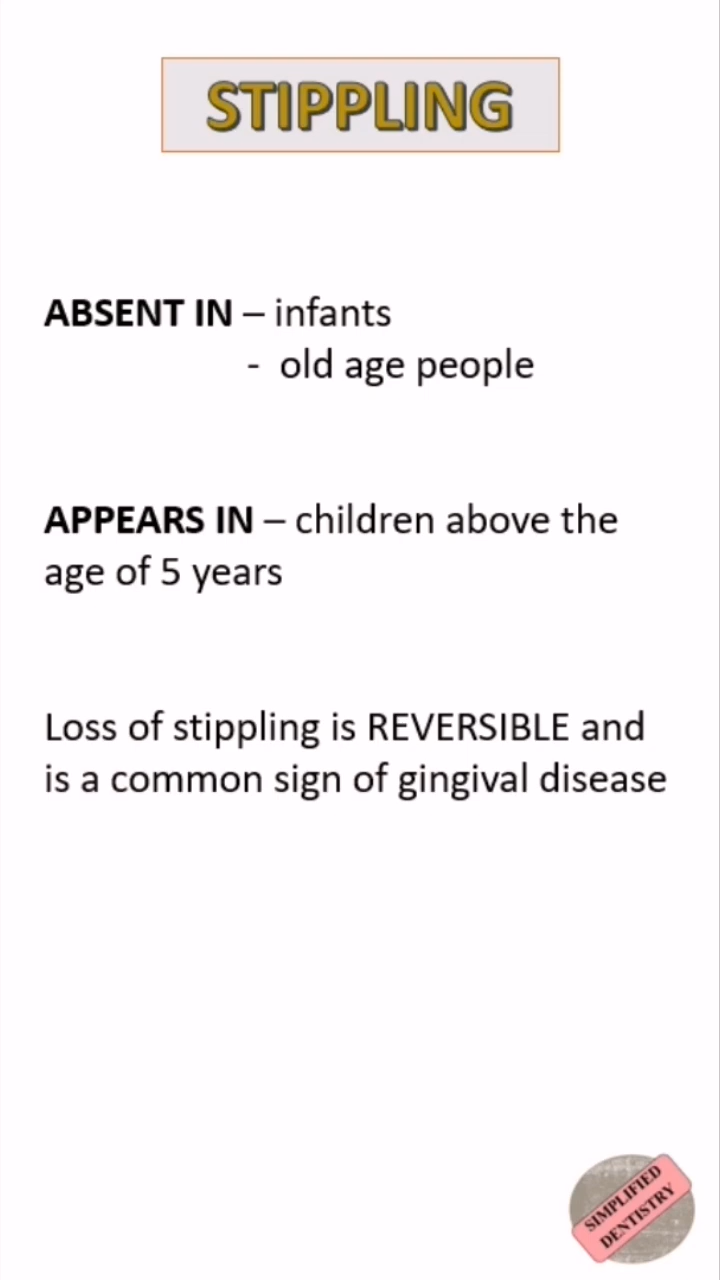 STIPPLING
ABSENT IN – infants
- old age people
APPEARS IN – children above the
age of 5 years
Loss of stippling is REVERSIBLE and
is a common sign of gingival disease
SIMPLIFIED
DENTISTRY